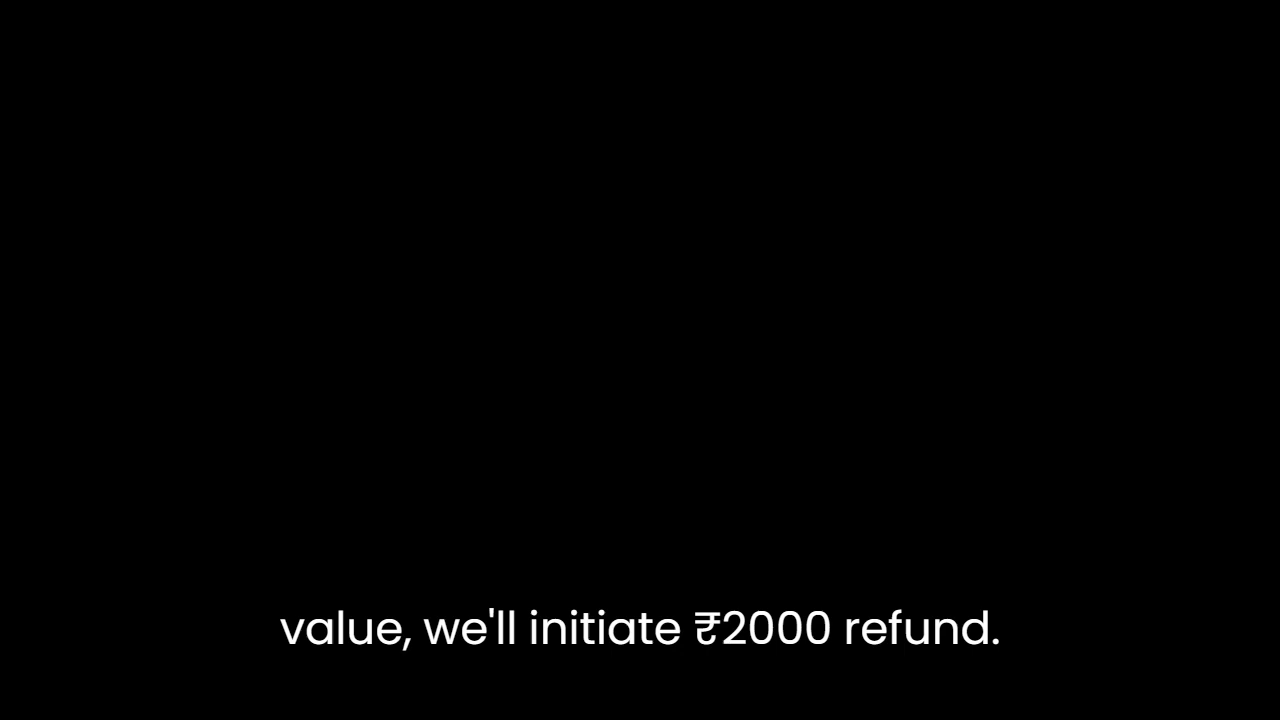 value, we'll initiate ₹2000 refund.